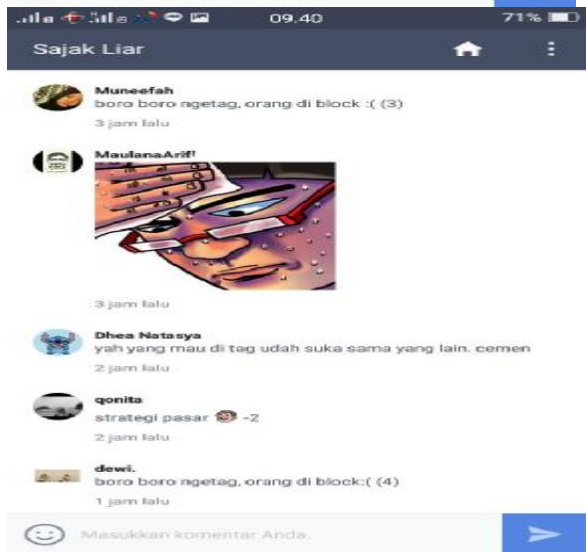 09.40
71%
Sajak Liar
Muneefah
boro boro ngetag, orang di block :( (3)
3 jam lalu
MaulanaArif!
3 jam lalu
Dhea Natasya
yah yang mau di tag udah suka sama yang lain. cemen
2 jam lalu
qonita
strategi pasar 🙈 -2
2 jam lalu
dewi.
boro boro ngetag, orang di block:( (4)
1 jam lalu
Masukkan komentar Anda.